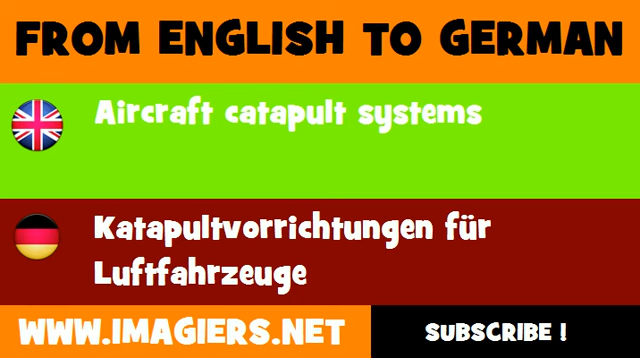 FROM ENGLISH TO GERMAN
Aircraft catapult systems
Katapultvorrichtungen für
Luftfahrzeuge
WWW.IMAGIERS.NET
SUBSCRIBE !